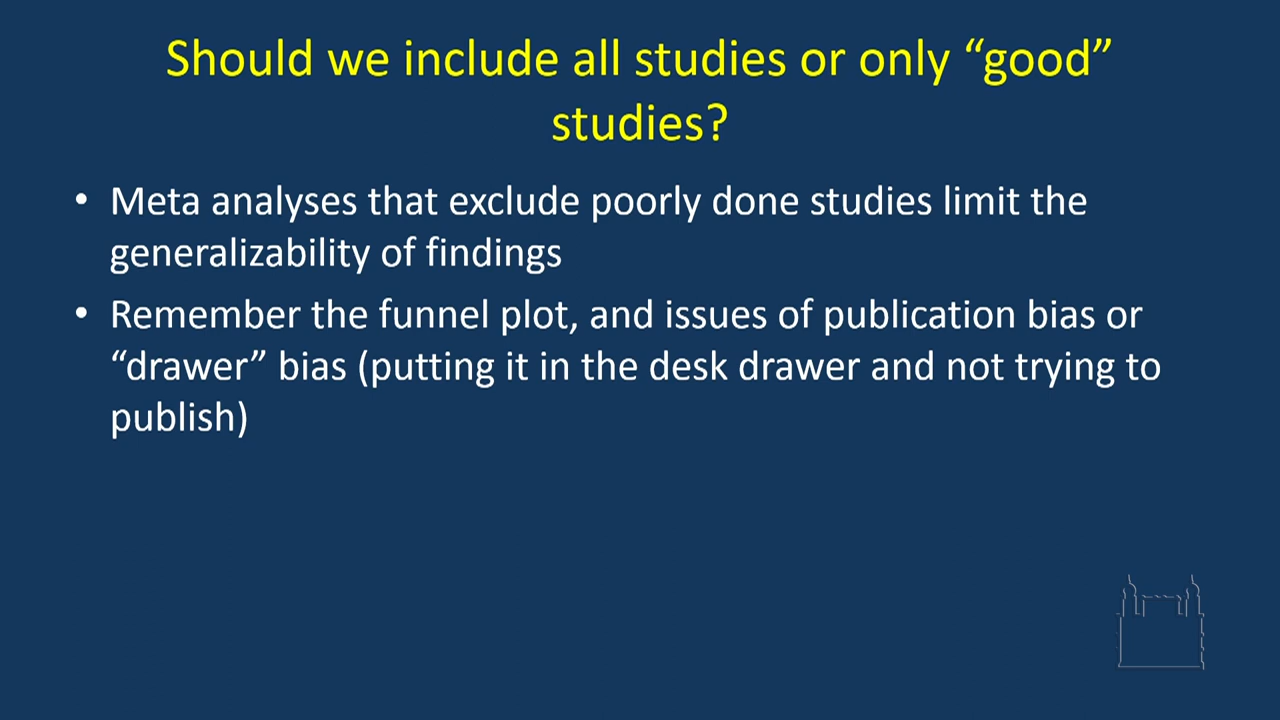 Should we include all studies or only “good”
studies?
• Meta analyses that exclude poorly done studies limit the
generalizability of findings
• Remember the funnel plot, and issues of publication bias or
“drawer” bias (putting it in the desk drawer and not trying to
publish)